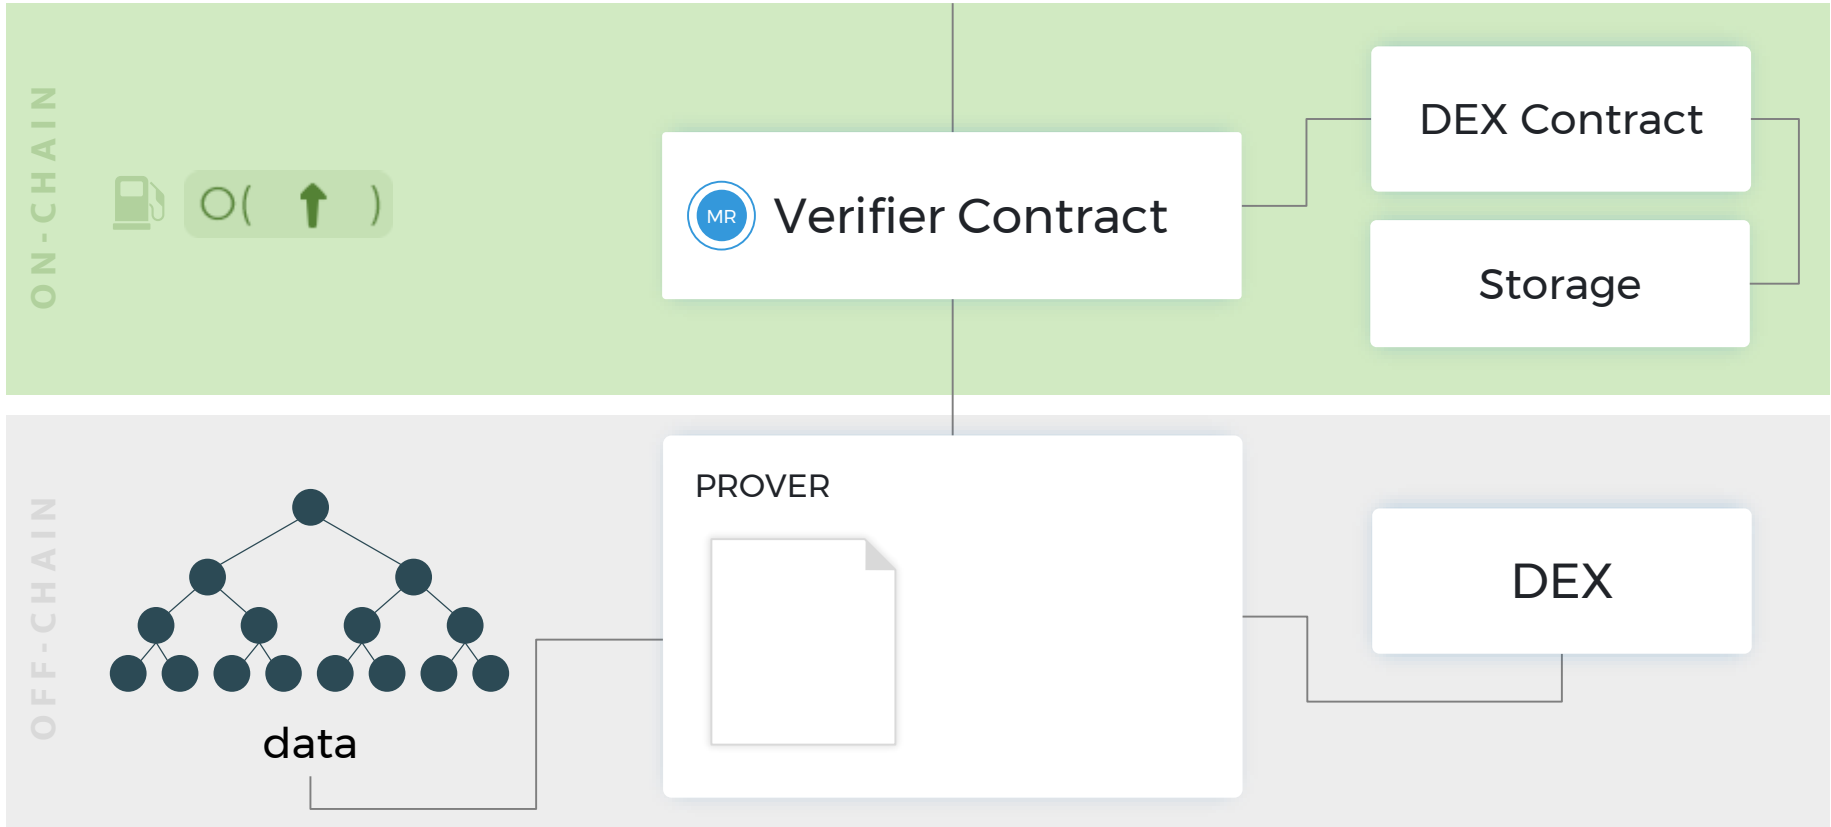 ON-CHAIN
O( )
MR
Verifier Contract
DEX Contract
Storage
OFF-CHAIN
data
PROVER
DEX